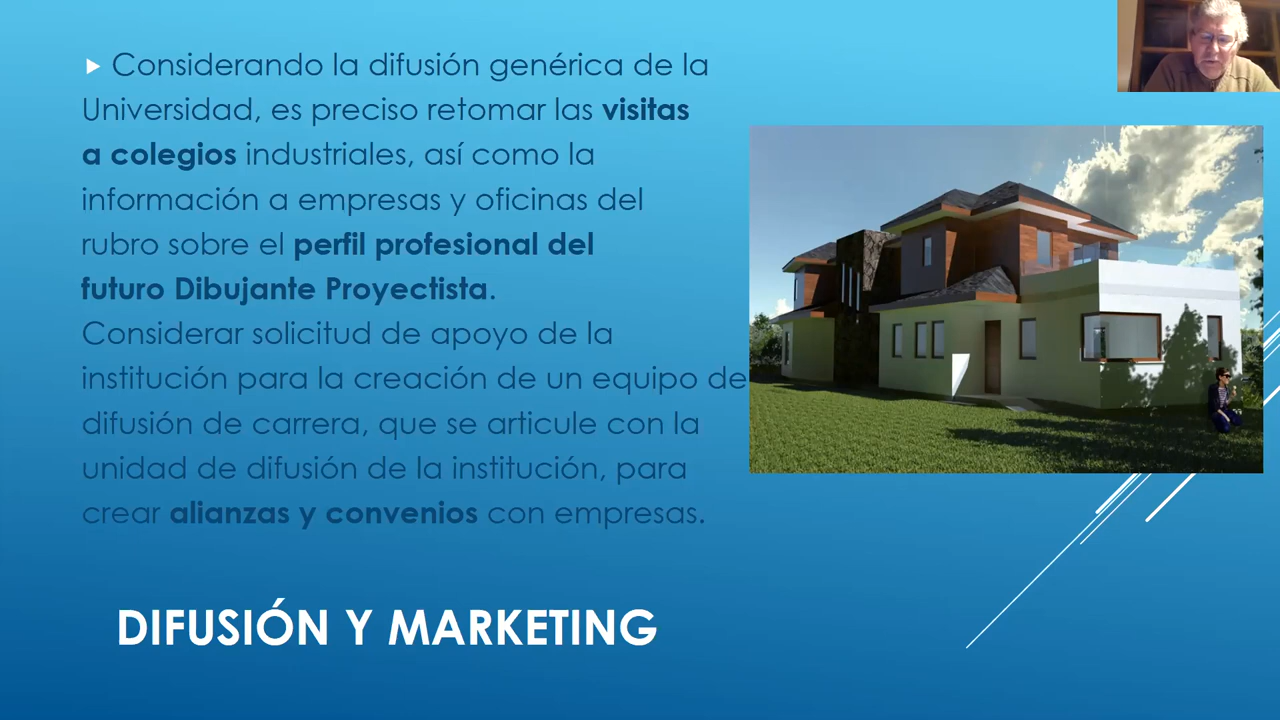 Considerando la difusión genérica de la
Universidad, es preciso retomar las visitas
a colegios industriales, así como la
información a empresas y oficinas del
rubro sobre el perfil profesional del
futuro Dibujante Proyectista.
Considerar solicitud de apoyo de la
institución para la creación de un equipo de
difusión de carrera, que se articule con la
unidad de difusión de la institución, para
crear alianzas y convenios con empresas.
DIFUSIÓN Y MARKETING